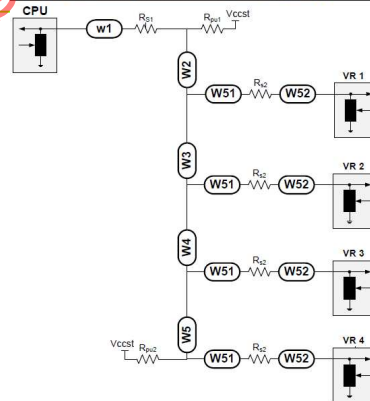 CPU
w1
RS1
Rpu1
Vccst
W2
VR 1
W51
Rs2
W52
W3
VR 2
W51
Rs2
W52
W4
VR 3
W51
Rs2
W52
W5
Vccst
Rpu2
VR 4
W51
Rs2
W52